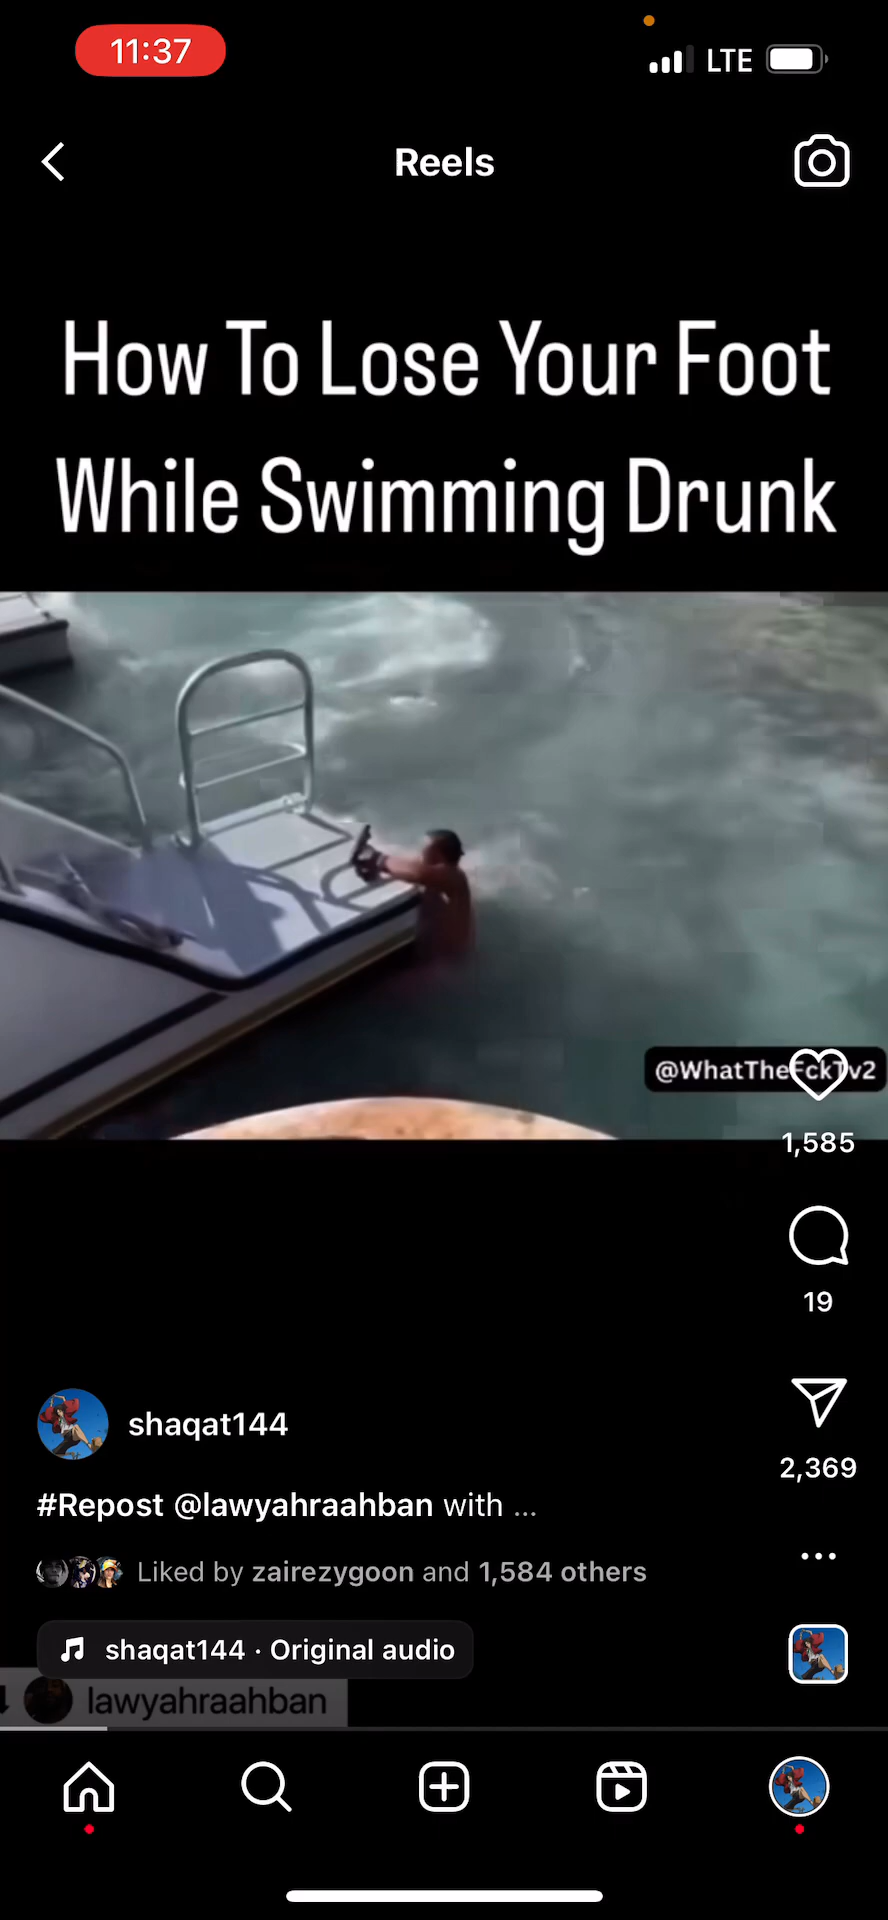 11:37
LTE
Reels
How To Lose Your Foot
While Swimming Drunk
@WhatTheFckTv2
1,585
19
shaqat144
2,369
#Repost @lawyahraahban with ...
Liked by zairezygoon and 1,584 others
shaqat144 · Original audio
lawyahraahban